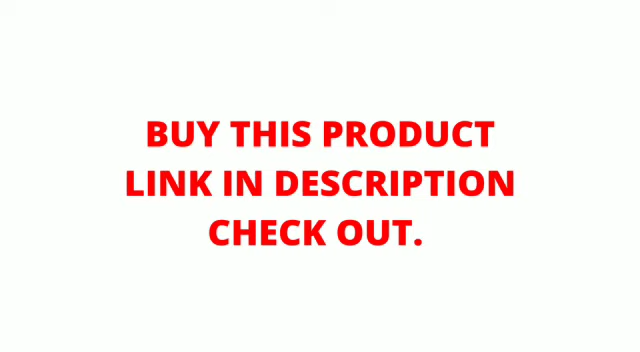 BUY THIS PRODUCT
LINK IN DESCRIPTION
CHECK OUT.